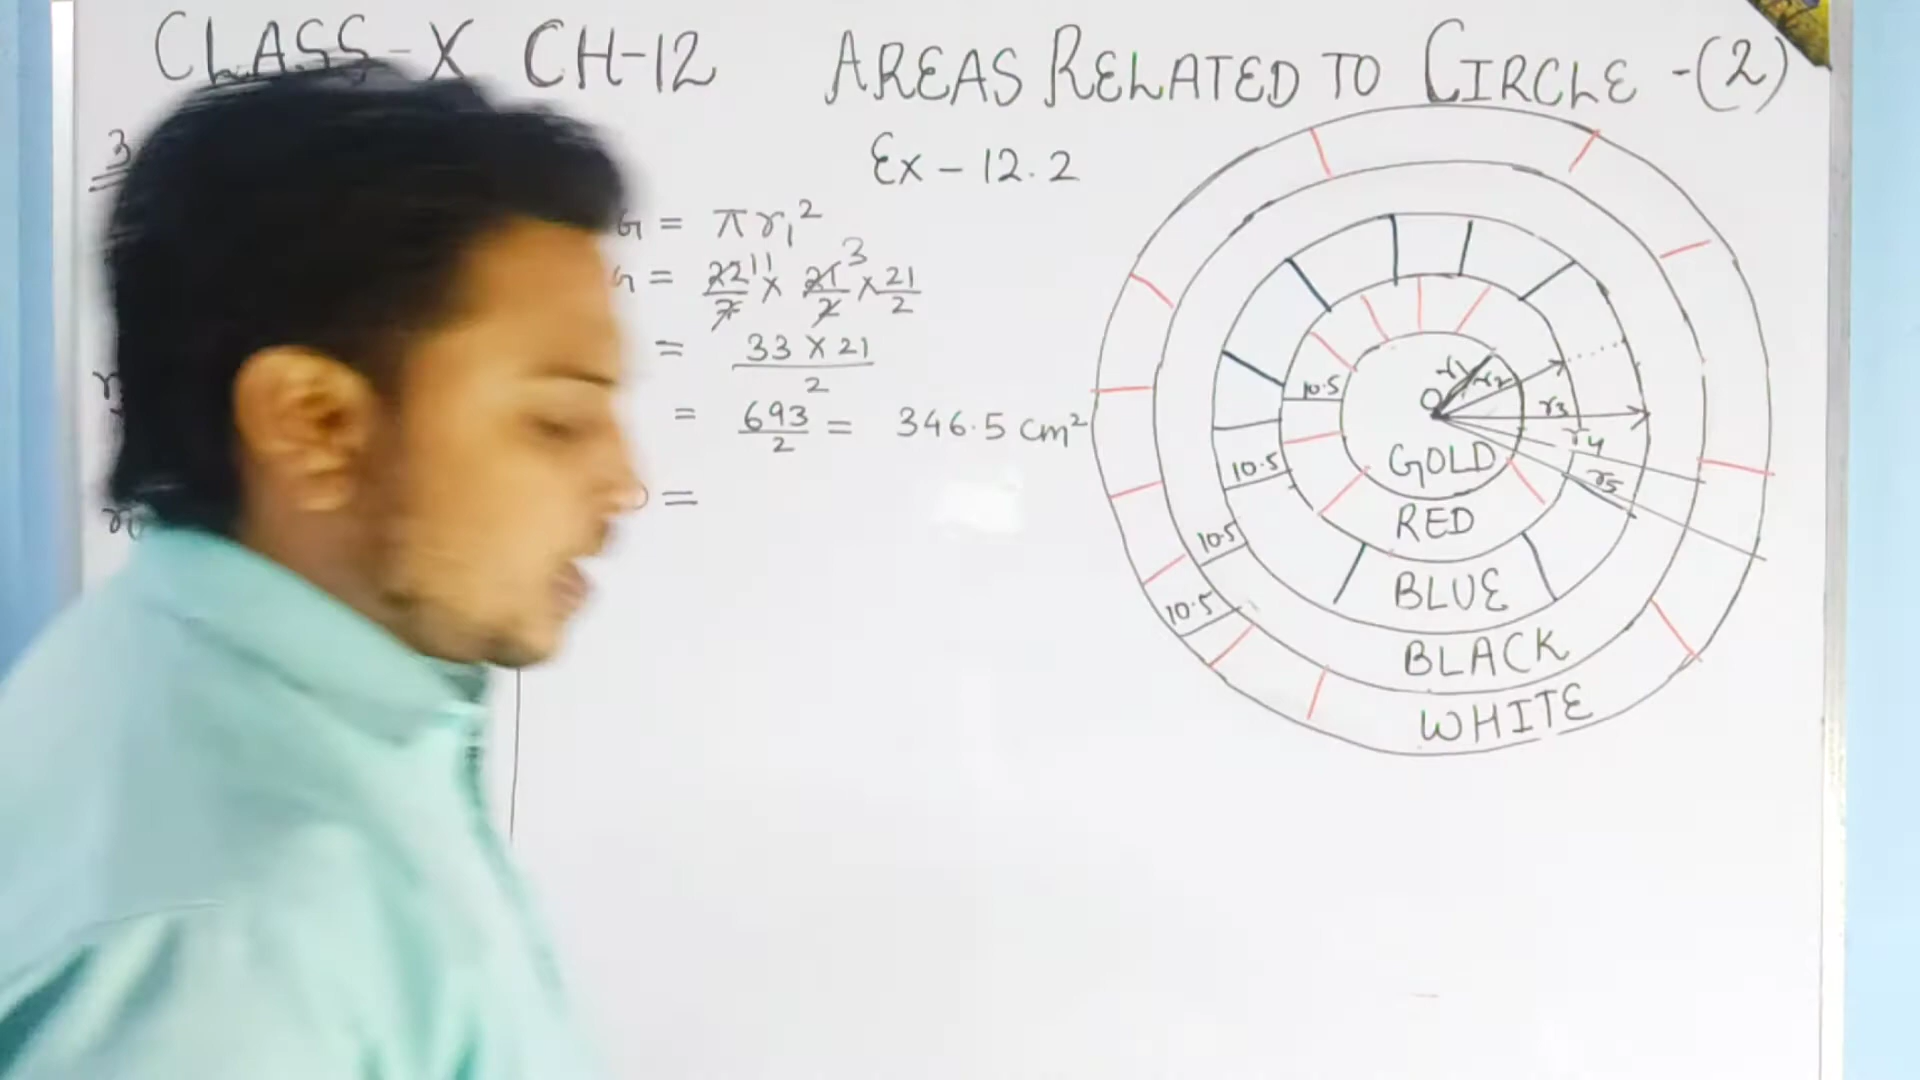 CLASS-X CH-12 AREAS RELATED TO CIRCLE -(2)
3
Ex - 12.2
G = πr₁²
= 22/7 11 × 21/2 3 × 21/2
= 33 × 21 / 2
= 693/2 = 346.5 cm²
=
O r₁ r₂
r₃
r₄
r₅
10.5
10.5
10.5
10.5
GOLD
RED
BLUE
BLACK
WHITE